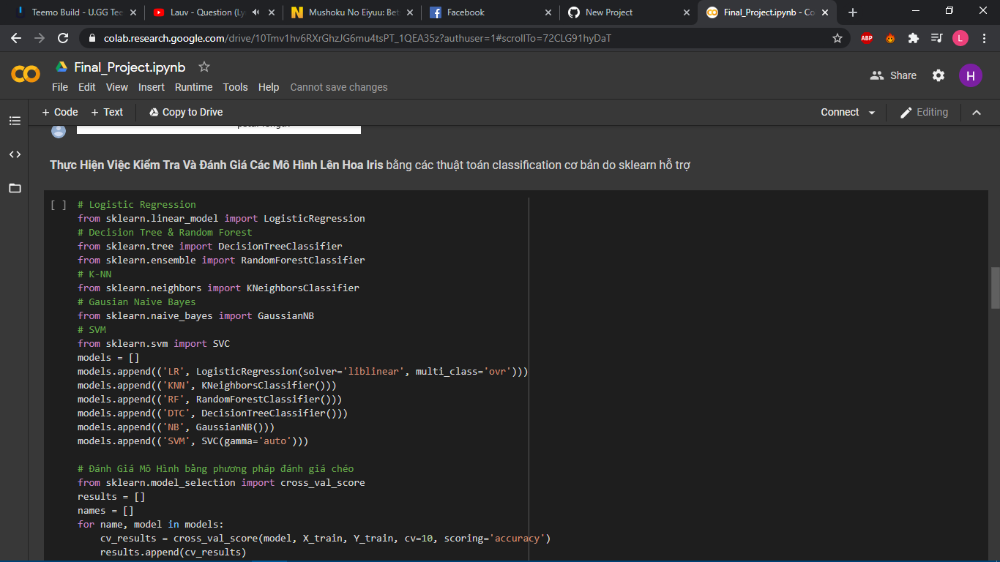 Teemo Build - U.GG Tee
Lauv - Question (Ly
Mushoku No Eiyuu: Bet
Facebook
New Project
Final_Project.ipynb - Co
colab.research.google.com/drive/10Tmv1hv6RXrGhzJG6mu4tsPT_1QEA35z?authuser=1#scrollTo=72CLG91hyDaT
ABP
L
Final_Project.ipynb
File Edit View Insert Runtime Tools Help Cannot save changes
Share
H
+ Code + Text Copy to Drive
Connect
Editing
Thực Hiện Việc Kiểm Tra Và Đánh Giá Các Mô Hình Lên Hoa Iris bằng các thuật toán classification cơ bản do sklearn hỗ trợ
[ ] # Logistic Regression
from sklearn.linear_model import LogisticRegression
# Decision Tree & Random Forest
from sklearn.tree import DecisionTreeClassifier
from sklearn.ensemble import RandomForestClassifier
# K-NN
from sklearn.neighbors import KNeighborsClassifier
# Gausian Naive Bayes
from sklearn.naive_bayes import GaussianNB
# SVM
from sklearn.svm import SVC
models = []
models.append(('LR', LogisticRegression(solver='liblinear', multi_class='ovr')))
models.append(('KNN', KNeighborsClassifier()))
models.append(('RF', RandomForestClassifier()))
models.append(('DTC', DecisionTreeClassifier()))
models.append(('NB', GaussianNB()))
models.append(('SVM', SVC(gamma='auto')))
# Đánh Giá Mô Hình bằng phương pháp đánh giá chéo
from sklearn.model_selection import cross_val_score
results = []
names = []
for name, model in models:
cv_results = cross_val_score(model, X_train, Y_train, cv=10, scoring='accuracy')
results.append(cv_results)